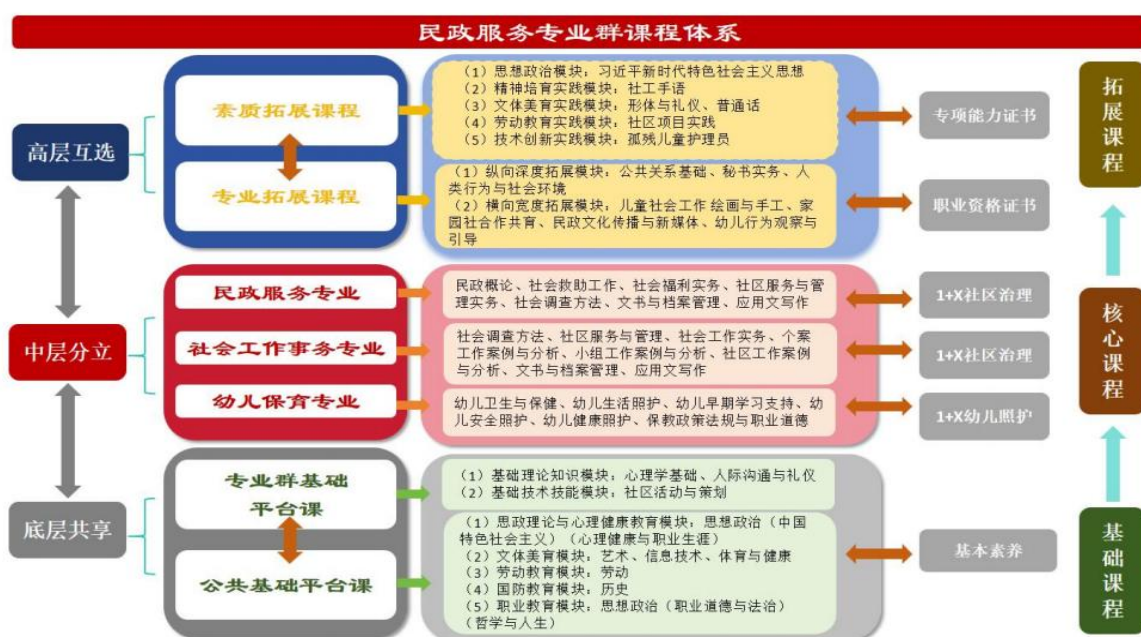 民政服务专业群课程体系
高层互选
素质拓展课程
(1)思想政治模块：习近平新时代特色社会主义思想
(2)精神培育实践模块：社工手语
(3)文体美育实践模块：形体与礼仪、普通话
(4)劳动教育实践模块：社区项目实践
(5)技术创新实践模块：孤残儿童护理员
专项能力证书
拓展课程
专业拓展课程
(1)纵向深度拓展模块：公共关系基础、秘书实务、人
类行为与社会环境
(2)横向宽度拓展模块：儿童社会工作 绘画与手工、家
园社合作共育、民政文化传播与新媒体、幼儿行为观察与
引导
职业资格证书
中层分立
民政服务专业
民政概论、社会救助工作、社会福利实务、社区服务与管
理实务、社会调查方法、文书与档案管理、应用文写作
1+X社区治理
核心课程
社会工作事务专业
社会调查方法、社区服务与管理、社会工作实务、个案
工作案例与分析、小组工作案例与分析、社区工作案例
与分析、文书与档案管理、应用文写作
1+X社区治理
幼儿保育专业
幼儿卫生与保健、幼儿生活照护、幼儿早期学习支持、幼
儿安全照护、幼儿健康照护、保教政策法规与职业道德
1+X幼儿照护
底层共享
专业群基础
平台课
(1)基础理论知识模块：心理学基础、人际沟通与礼仪
(2)基础技术技能模块：社区活动与策划
公共基础平台课
(1)思政理论与心理健康教育模块：思想政治（中国
特色社会主义）（心理健康与职业生涯）
(2)文体美育模块：艺术、信息技术、体育与健康
(3)劳动教育模块：劳动
(4)国防教育模块：历史
(5)职业教育模块：思想政治（职业道德与法治）
（哲学与人生）
基本素养
基础课程